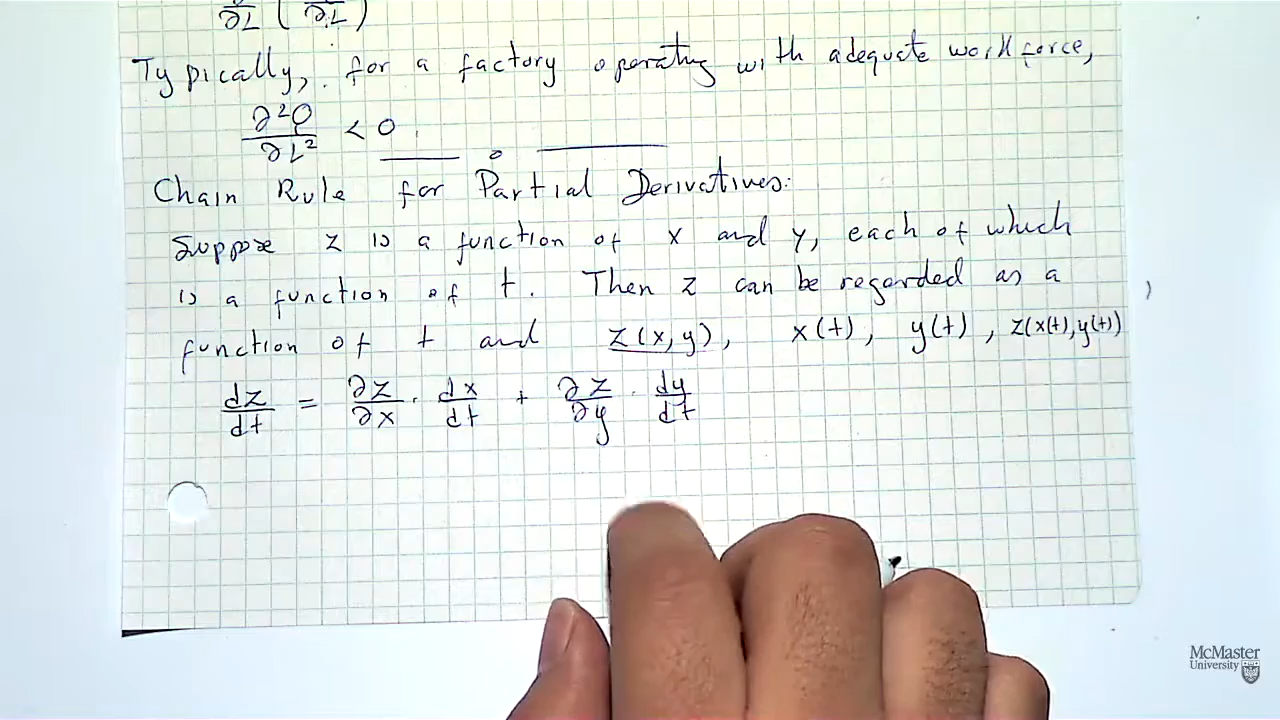 ∂/∂L (∂/∂L)
Typically, for a factory operating with adequate workforce,
∂²Q/∂L² < 0.
Chain Rule for Partial Derivatives:
Suppose z is a function of x and y, each of which
is a function of t. Then z can be regarded as a
function of t and z(x,y), x(t), y(t), z(x(t),y(t))
dz/dt = ∂z/∂x · dx/dt + ∂z/∂y · dy/dt
McMaster
University